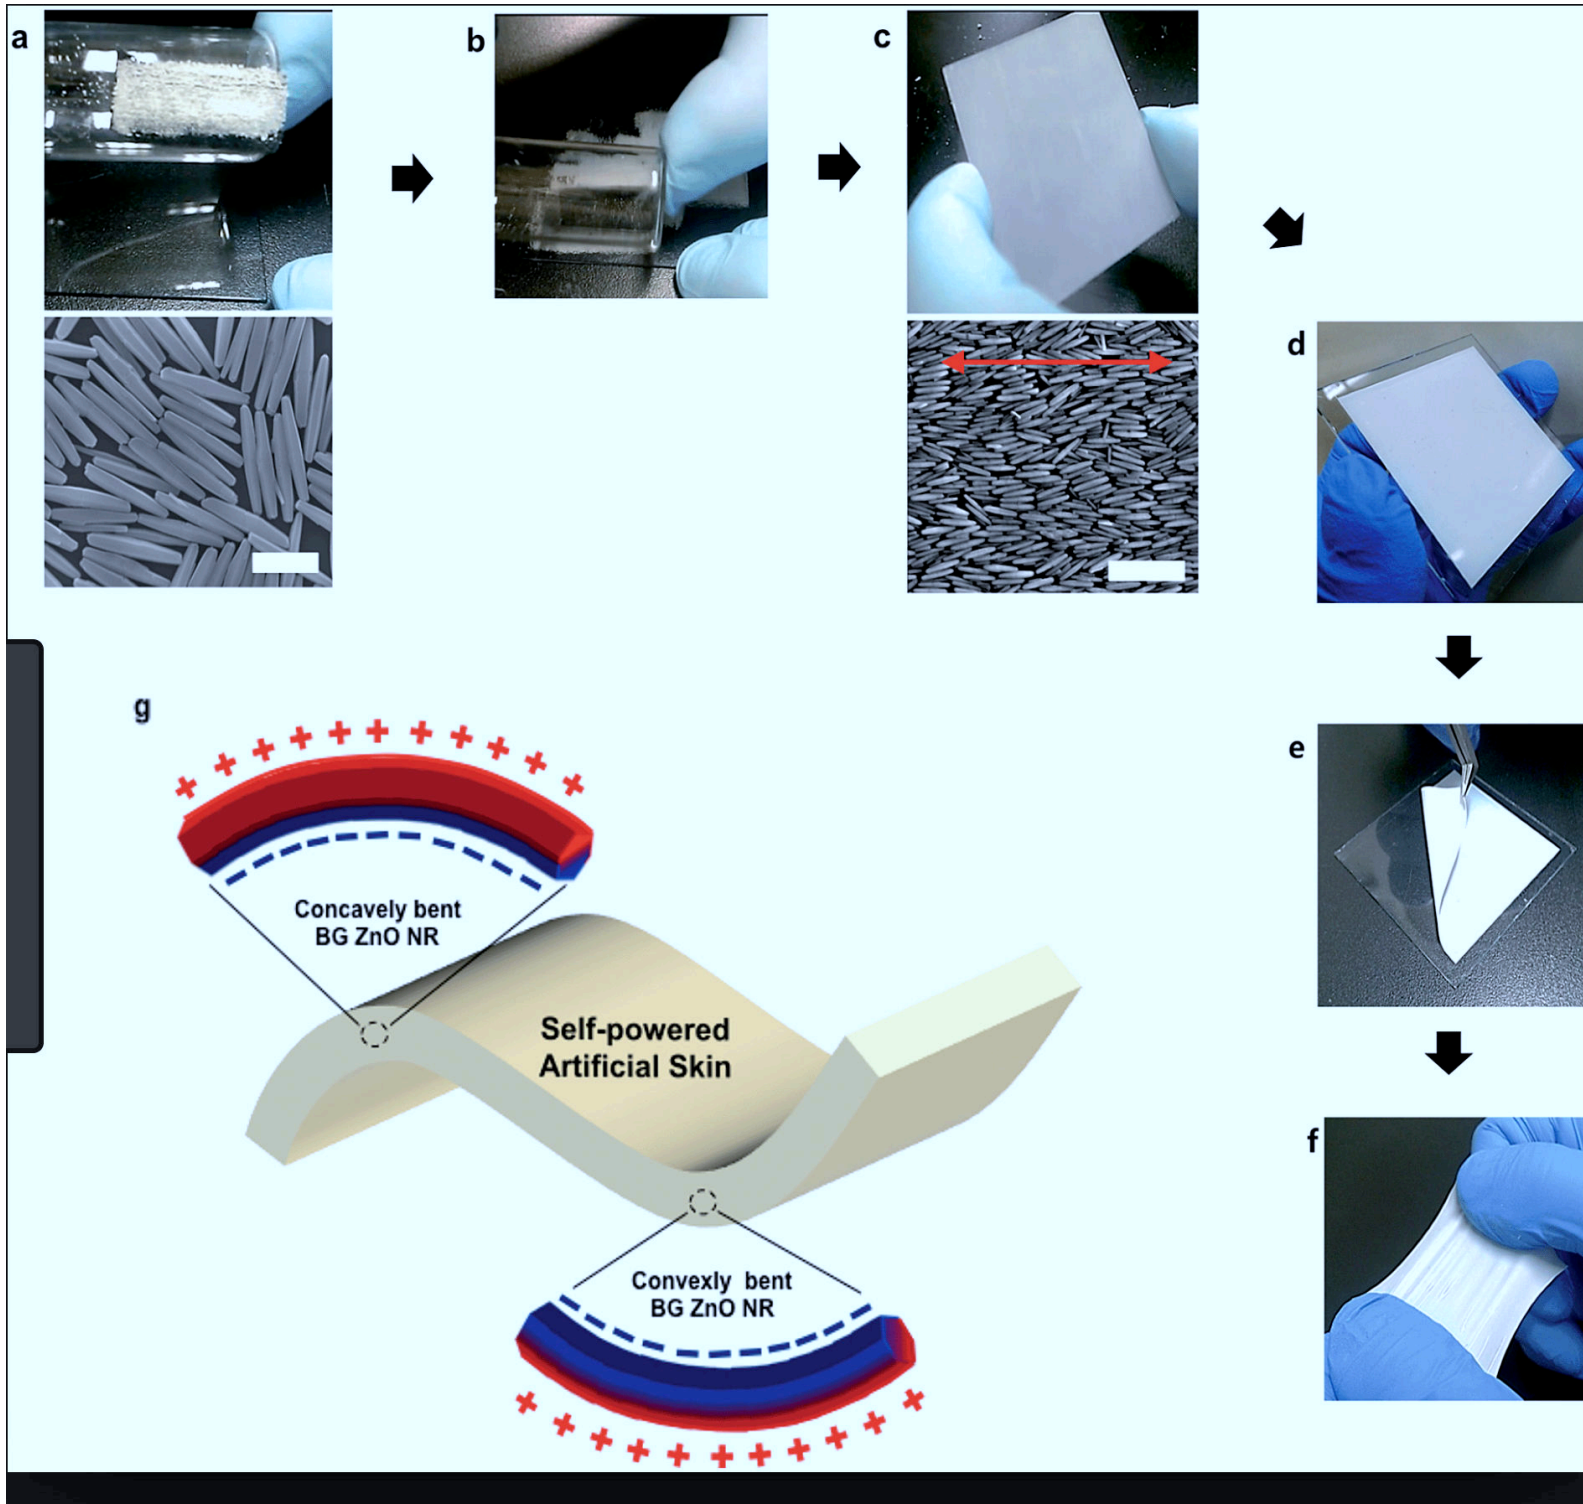 a
b
c
d
e
f
g
Concavely bent
BG ZnO NR
Self-powered
Artificial Skin
Convexly bent
BG ZnO NR